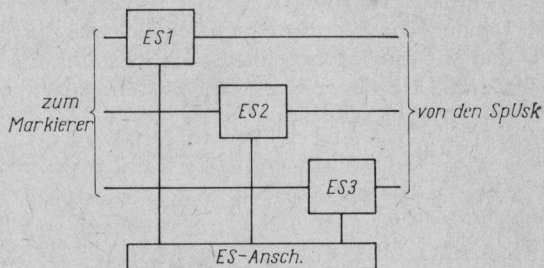 ES1
zum
Markierer
ES2
von den SpUsk
ES3
ES-Ansch.